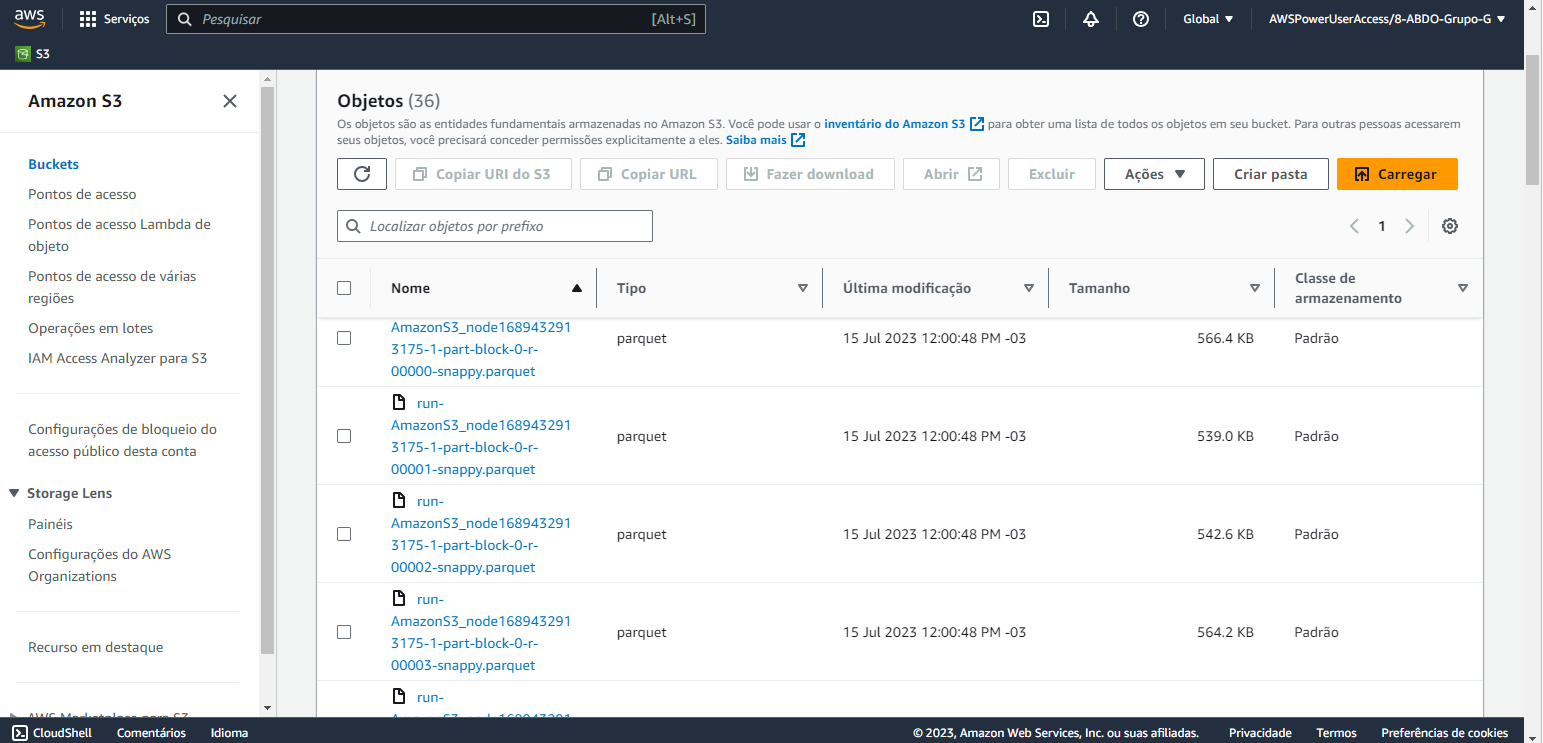 aws
Serviços
Pesquisar
[Alt+S]
Global ▼
AWSPowerUserAccess/8-ABDO-Grupo-G ▼
S3
Amazon S3
Buckets
Pontos de acesso
Pontos de acesso Lambda de
objeto
Pontos de acesso de várias
regiões
Operações em lotes
IAM Access Analyzer para S3
Configurações de bloqueio do
acesso público desta conta
Storage Lens
Painéis
Configurações do AWS
Organizations
Recurso em destaque
AWS Marketplace para S3
Objetos (36)
Os objetos são as entidades fundamentais armazenadas no Amazon S3. Você pode usar o inventário do Amazon S3 para obter uma lista de todos os objetos em seu bucket. Para outras pessoas acessarem
seus objetos, você precisará conceder permissões explicitamente a eles. Saiba mais
Copiar URI do S3
Copiar URL
Fazer download
Abrir
Excluir
Ações ▼
Criar pasta
Carregar
Localizar objetos por prefixo
1
Nome
Tipo
Última modificação
Tamanho
Classe de
armazenamento
AmazonS3_node168943291
3175-1-part-block-0-r-
00000-snappy.parquet
parquet
15 Jul 2023 12:00:48 PM -03
566.4 KB
Padrão
run-
AmazonS3_node168943291
3175-1-part-block-0-r-
00001-snappy.parquet
parquet
15 Jul 2023 12:00:48 PM -03
539.0 KB
Padrão
run-
AmazonS3_node168943291
3175-1-part-block-0-r-
00002-snappy.parquet
parquet
15 Jul 2023 12:00:48 PM -03
542.6 KB
Padrão
run-
AmazonS3_node168943291
3175-1-part-block-0-r-
00003-snappy.parquet
parquet
15 Jul 2023 12:00:48 PM -03
564.2 KB
Padrão
run-
AmazonS3_node168943291
CloudShell
Comentários
Idioma
© 2023, Amazon Web Services, Inc. ou suas afiliadas.
Privacidade
Termos
Preferências de cookies